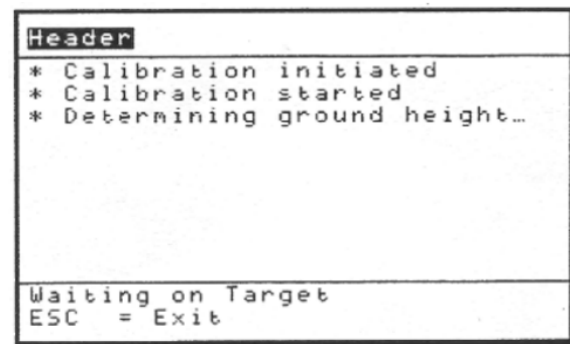 Header
* Calibration initiated
* Calibration started
* Determining ground height…
Waiting on Target
ESC = Exit